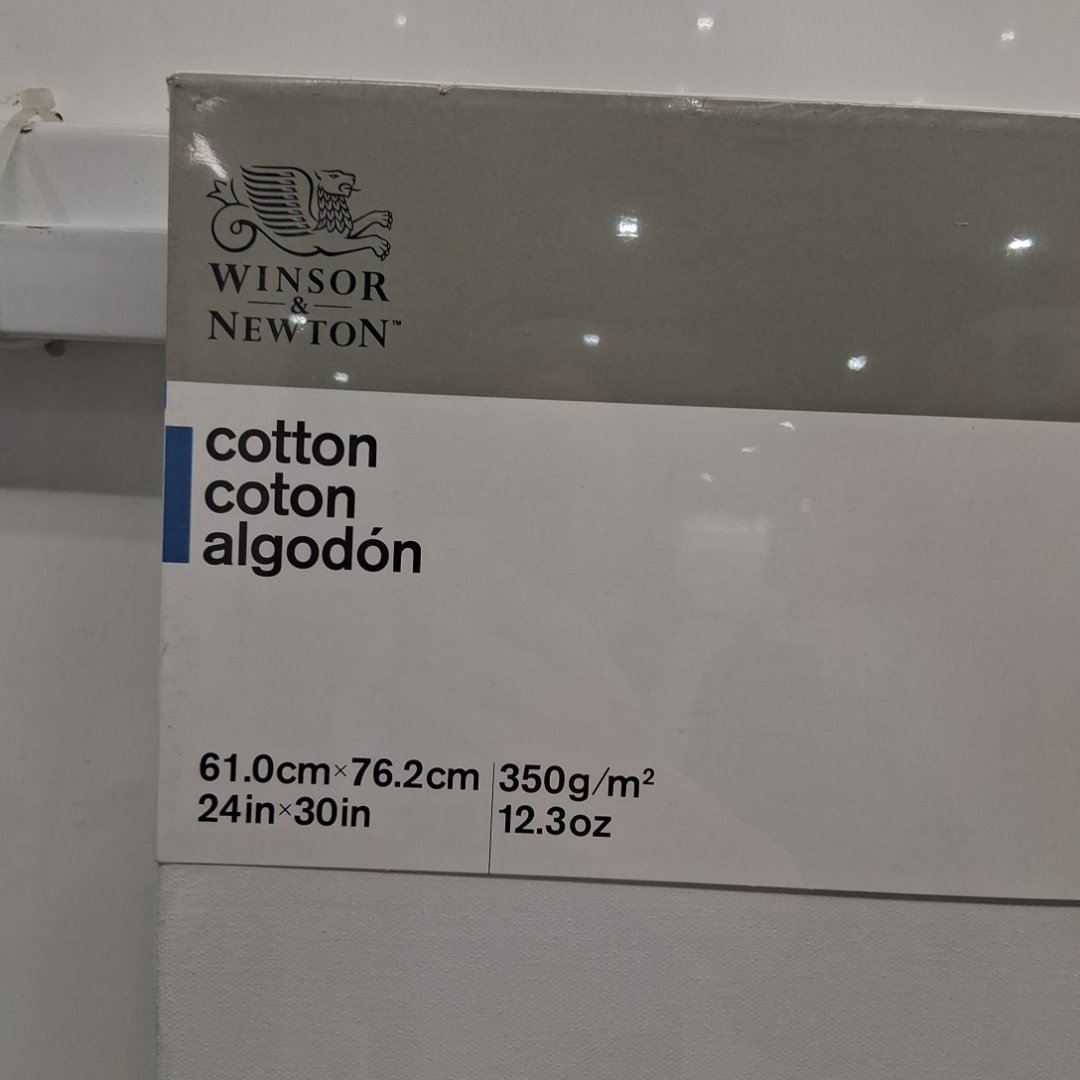 WINSOR
&
NEWTON™
cotton
coton
algodón
61.0cm×76.2cm
24in×30in
350g/m²
12.3oz